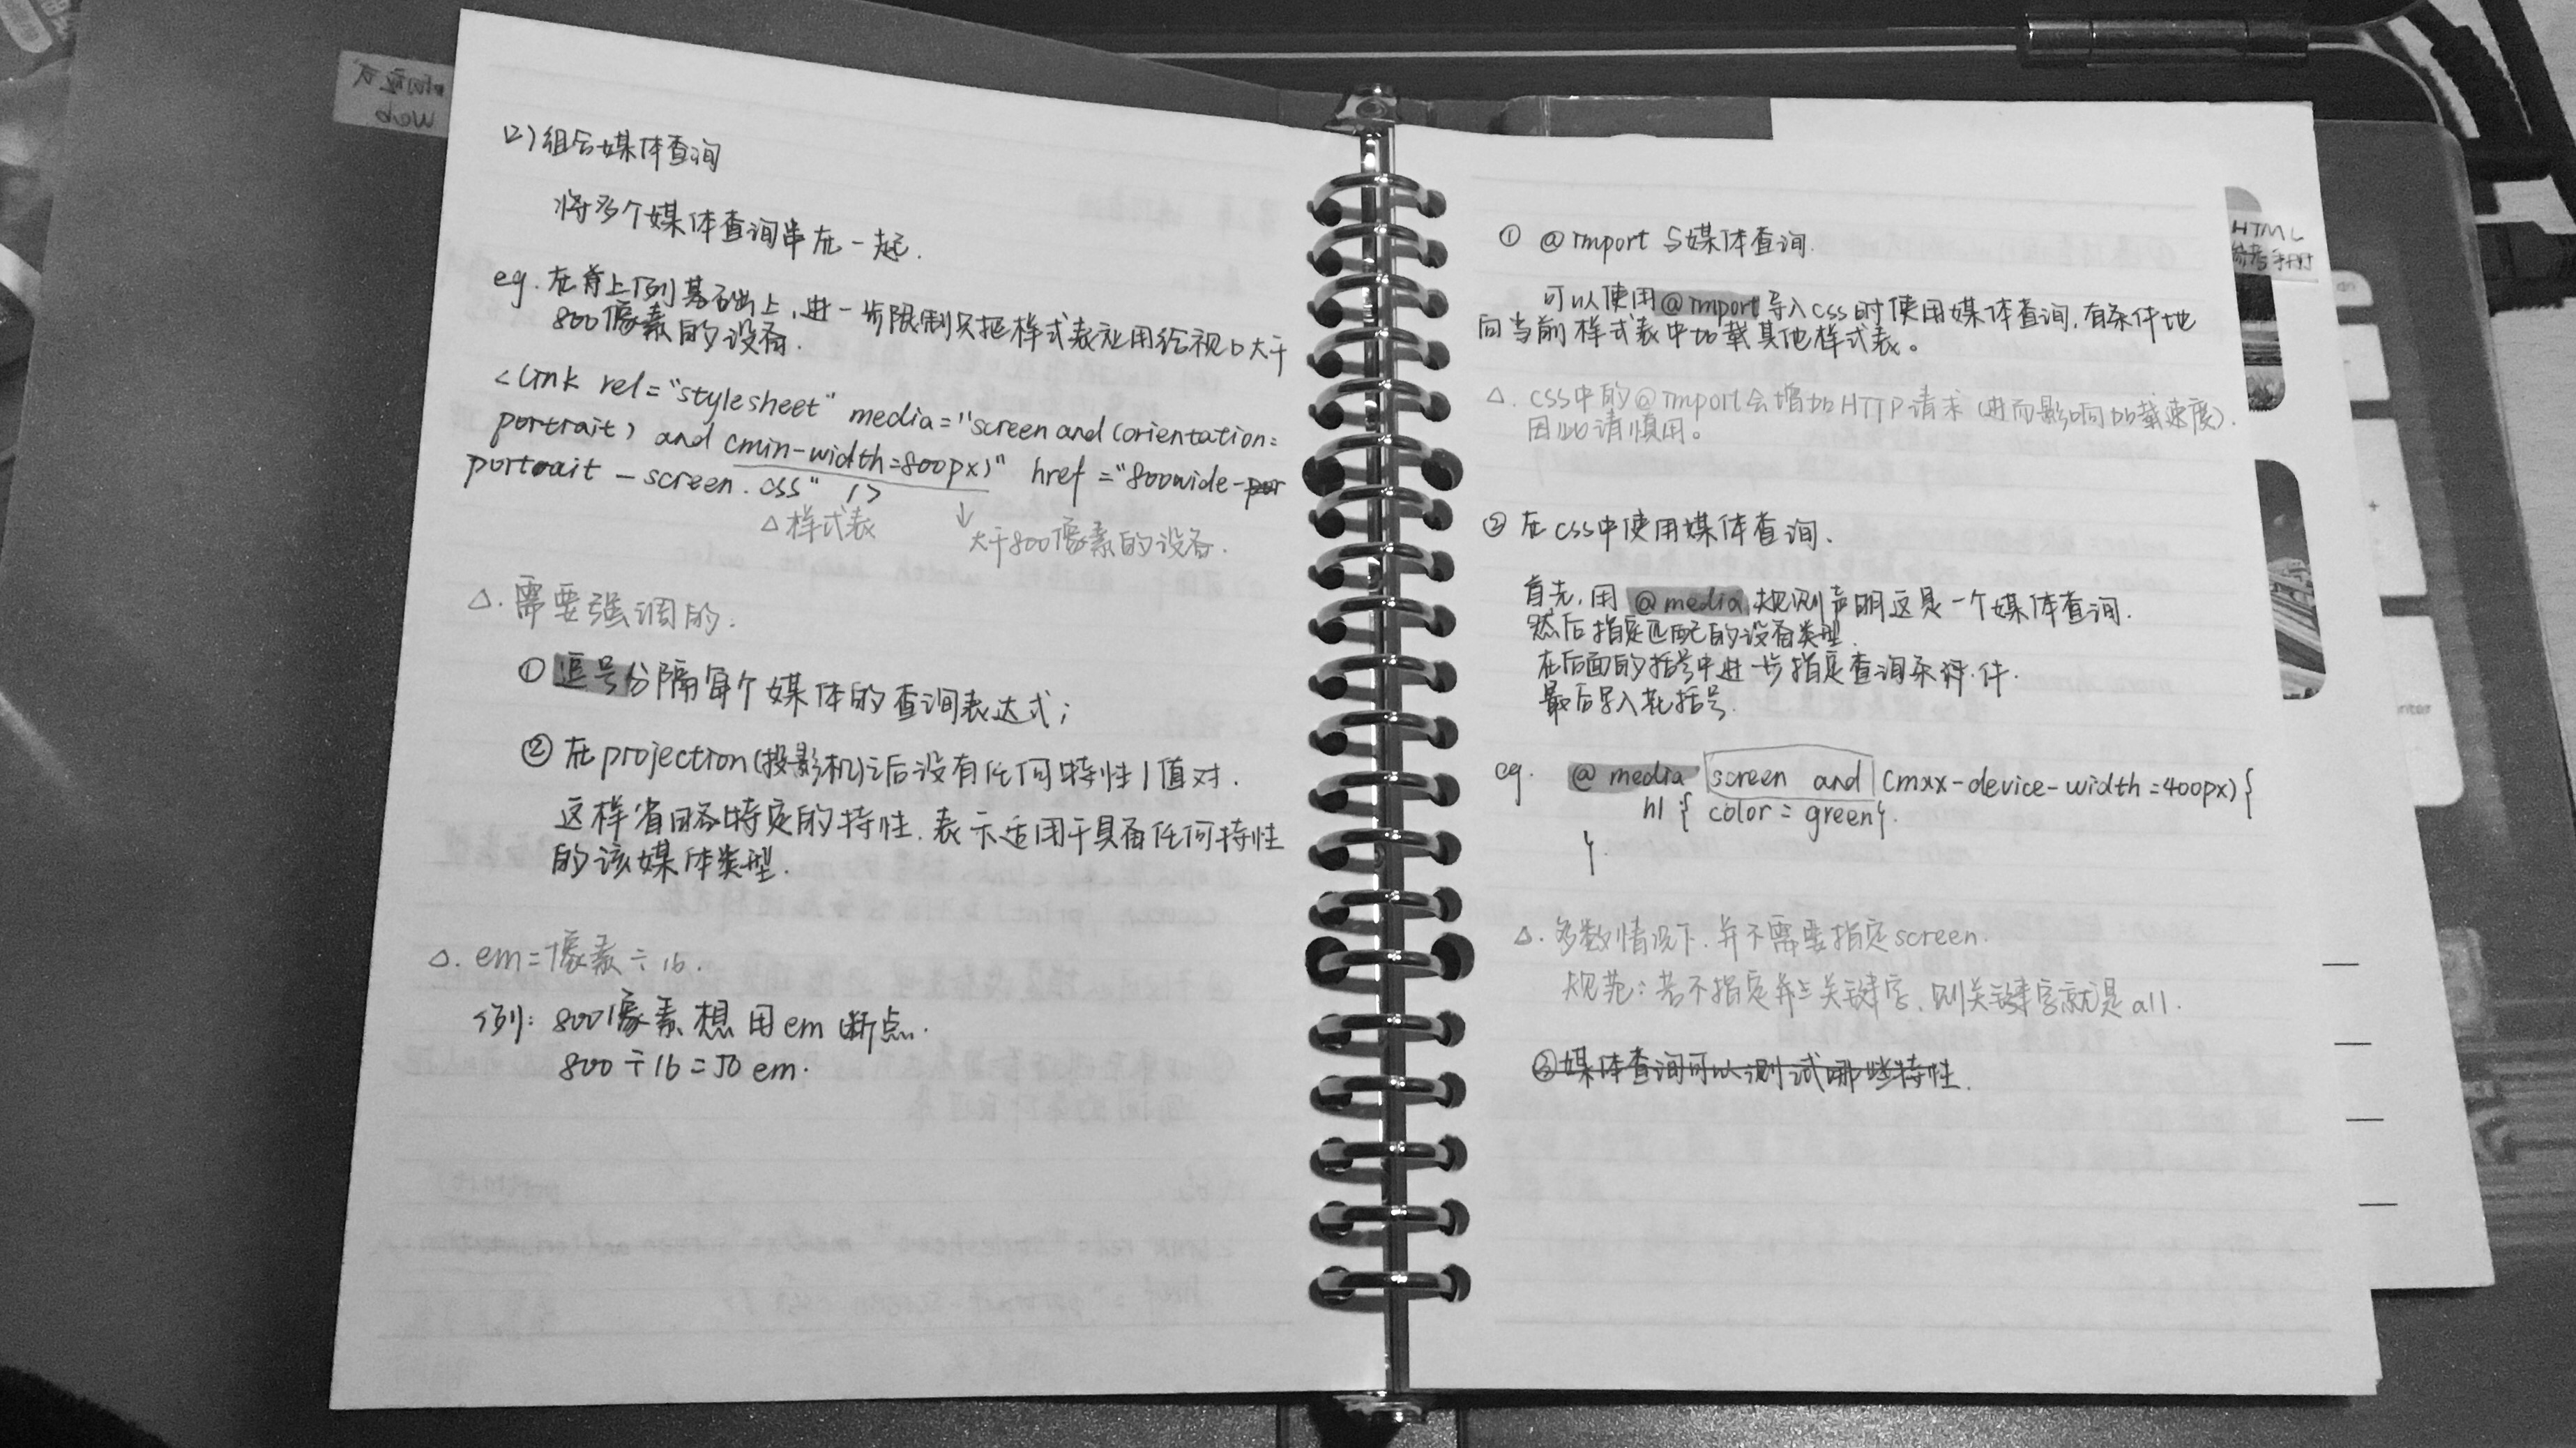 (2) 组合媒体查询
将多个媒体查询串在一起.
eg. 在前上例基础上,进一步限制只把样式表应用给视口大于
800像素的设备.
<link rel="stylesheet" media="screen and (orientation:
portrait) and (min-width=800px)" href="800wide-
portrait-screen.css" />
△样式表
↓
大于800像素的设备.
△. 需要强调的.
① 逗号分隔每个媒体的查询表达式;
② 在projection(投影机)之后没有任何特性/值对.
这样省略特定的特性.表示适用于具备任何特性
的该媒体类型.
△. em=像素÷16.
例: 800像素想用em断点.
800÷16=50em.
① @import与媒体查询.
可以使用@import导入css时使用媒体查询,有条件地
向当前样式表中加载其他样式表。
△. css中的@import会增加HTTP请求(进而影响加载速度).
因此请慎用。
② 在css中使用媒体查询.
首先,用 @media 规则声明这是一个媒体查询.
然后指定匹配的设备类型.
在后面的括号中进一步指定查询条件.
最后写入花括号.
eg. @media screen and (max-device-width=400px){
h1 { color = green}.
}.
△. 多数情况下.并不需要指定screen.
规范: 若不指定关键字,则关键字就是all.
③媒体查询可以测试哪些特性.
HTML
参考手册
响应式
Web